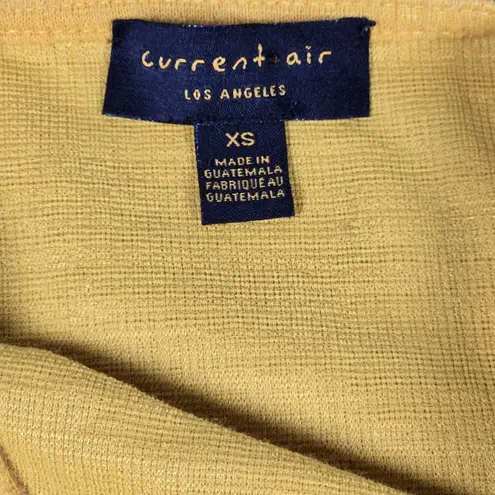 current air
LOS ANGELES
XS
MADE IN
GUATEMALA
FABRIQUÉ AU
GUATEMALA